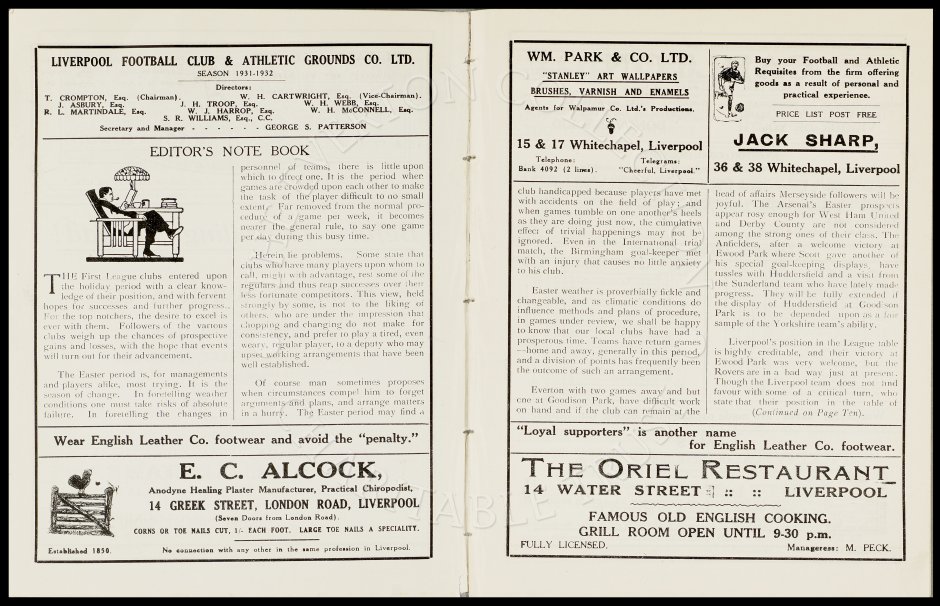 LIVERPOOL FOOTBALL CLUB & ATHLETIC GROUNDS CO. LTD.
SEASON 1931-1932
Directors:
T. CROMPTON, Esq. (Chairman). W. H. CARTWRIGHT, Esq. (Vice-Chairman).
J. ASBURY, Esq. J. H. TROOP, Esq. W. H. WEBB, Esq.
R. L. MARTINDALE, Esq. W. J. HARROP, Esq. W. H. McCONNELL, Esq.
S. R. WILLIAMS, Esq., C.C.
Secretary and Manager - - - - - - GEORGE S. PATTERSON
EDITOR'S NOTE BOOK
THE First League clubs entered upon
the holiday period with a clear know-
ledge of their position, and with fervent
hopes for successes and further progress.
For the top notchers, the desire to excel is
ever with them. Followers of the various
clubs weigh up the chances of prospective
gains and losses, with the hope that events
will turn out for their advancement.
The Easter period is, for managements
and players alike, most trying. It is the
season of change. In foretelling weather
conditions one must take risks of absolute
failure. In foretelling the changes in
personnel of teams, there is little upon
which to direct one. It is the period when
games are crowded upon each other to make
the task of the player difficult to no small
extent. Far removed from the normal pro-
cedure of a game per week, it becomes
nearer the general rule, to say one game
per day during this busy time.
Herein lie problems. Some state that
clubs who have many players upon whom to
call, might with advantage, rest some of the
regulars and thus reap successes over their
less fortunate competitors. This view, held
strongly by some, is not to the liking of
others, who are under the impression that
chopping and changing do not make for
consistency, and prefer to play a tired, even
weary, regular player, to a deputy who may
upset working arrangements that have been
well established.
Of course man sometimes proposes
when circumstances compel him to forget
arguments and plans, and arrange matters
in a hurry. The Easter period may find a
Wear English Leather Co. footwear and avoid the "penalty."
E. C. ALCOCK,
Anodyne Healing Plaster Manufacturer, Practical Chiropodist,
14 GREEK STREET, LONDON ROAD, LIVERPOOL
(Seven Doors from London Road).
CORNS OR TOE NAILS CUT, 1/- EACH FOOT. LARGE TOE NAILS A SPECIALITY.
Established 1850. No connection with any other in the same profession in Liverpool.
WM. PARK & CO. LTD.
"STANLEY" ART WALLPAPERS
BRUSHES, VARNISH AND ENAMELS
Agents for Walpamur Co. Ltd.'s Productions.
15 & 17 Whitechapel, Liverpool
Telephone: Telegrams:
Bank 4092 (2 lines). "Cheerful, Liverpool."
Buy your Football and Athletic
Requisites from the firm offering
goods as a result of personal and
practical experience.
PRICE LIST POST FREE
JACK SHARP,
36 & 38 Whitechapel, Liverpool
club handicapped because players have met
with accidents on the field of play; and
when games tumble on one another's heels
as they are doing just now, the cumulative
effect of trivial happenings may not be
ignored. Even in the International trial
match, the Birmingham goal-keeper met
with an injury that causes no little anxiety
to his club.
Easter weather is proverbially fickle and
changeable, and as climatic conditions do
influence methods and plans of procedure,
in games under review, we shall be happy
to know that our local clubs have had a
prosperous time. Teams have return games
—home and away, generally in this period,
and a division of points has frequently been
the outcome of such an arrangement.
Everton with two games away and but
one at Goodison Park, have difficult work
on hand and if the club can remain at the
head of affairs Merseyside followers will be
joyful. The Arsenal's Easter prospects
appear rosy enough for West Ham United
and Derby County are not considered
among the strong ones of their class. The
Anfielders, after a welcome victory at
Ewood Park where Scott gave another of
his special goal-keeping displays, have
tussles with Huddersfield and a visit from
the Sunderland team who have lately made
progress. They will be fully extended if
the display of Huddersfield at Goodison
Park is to be depended upon as a fair
sample of the Yorkshire team's ability.
Liverpool's position in the League table
is highly creditable, and their victory at
Ewood Park was very welcome, but the
Rovers are in a bad way just at present.
Though the Liverpool team does not find
favour with some of a critical turn, who
state that their position in the table of
(Continued on Page Ten).
"Loyal supporters" is another name
for English Leather Co. footwear.
THE ORIEL RESTAURANT
14 WATER STREET :: :: :: LIVERPOOL
FAMOUS OLD ENGLISH COOKING.
GRILL ROOM OPEN UNTIL 9-30 p.m.
FULLY LICENSED. Manageress: M. PECK.